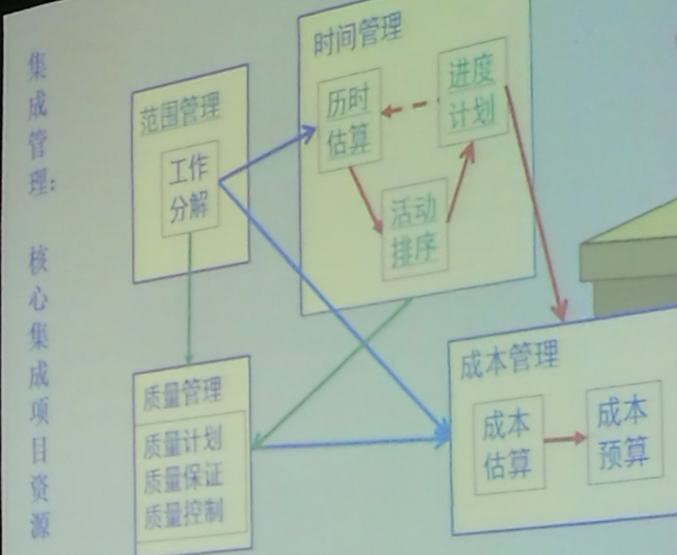 集成管理: 核心集成项目资源
范围管理
工作
分解
时间管理
历时
估算
进度
计划
活动
排序
质量管理
质量计划
质量保证
质量控制
成本管理
成本
估算
成本
预算